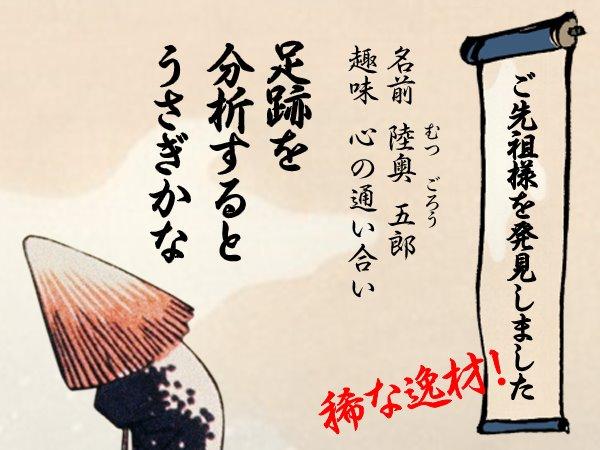 ご先祖様を発見しました
名前 陸奥 五郎
むつ ごろう
趣味 心の通い合い
足跡を
分析すると
うさぎかな
稀な逸材!